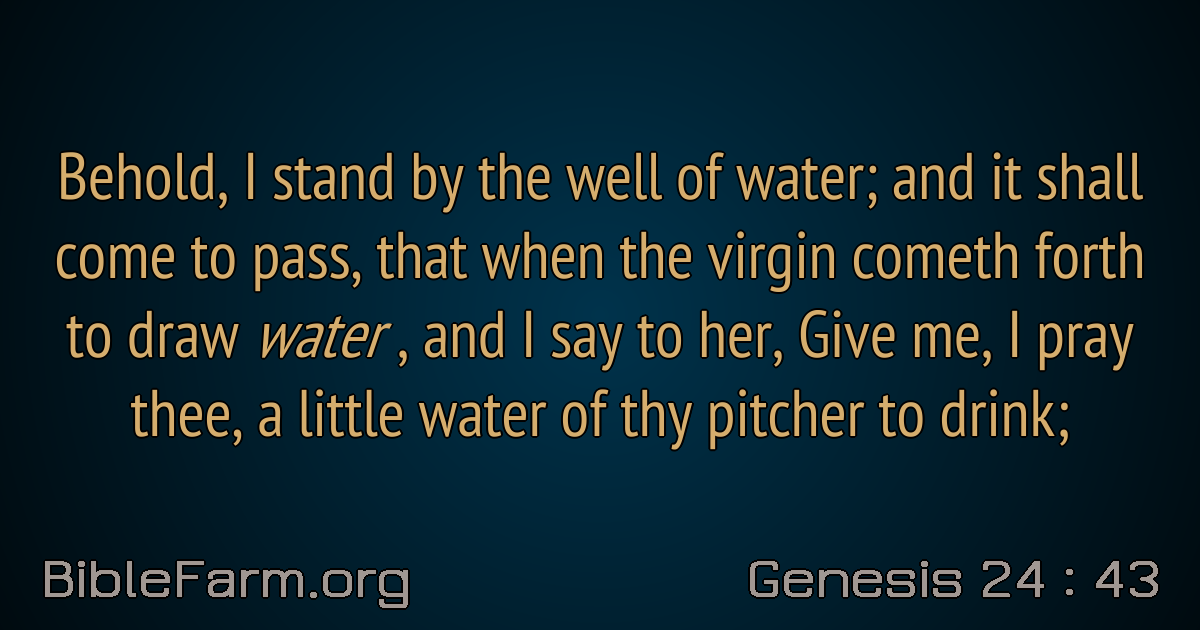 Behold, I stand by the well of water; and it shall
come to pass, that when the virgin cometh forth
to draw water , and I say to her, Give me, I pray
thee, a little water of thy pitcher to drink;
BibleFarm.org
Genesis 24 : 43